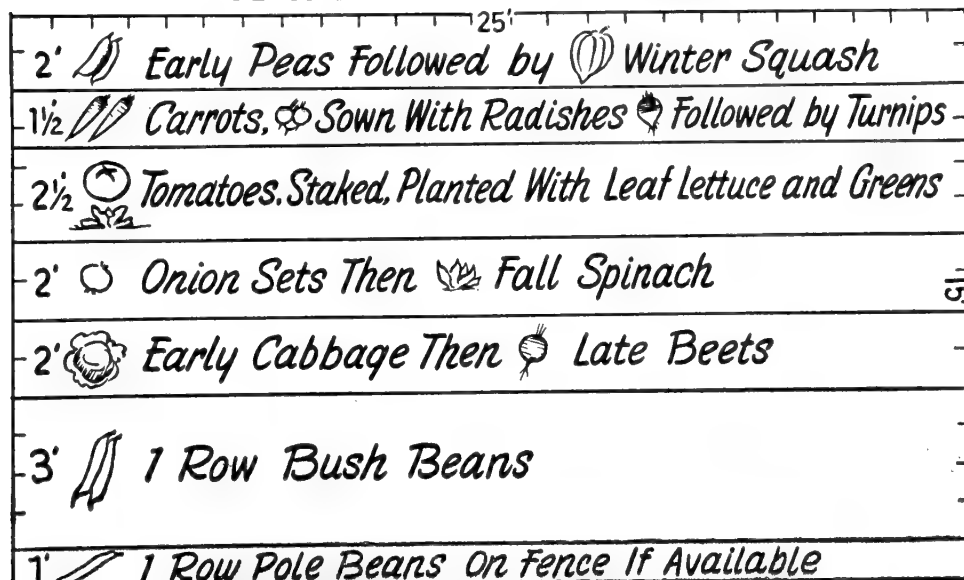 25'
2' Early Peas Followed by Winter Squash
1½ Carrots, Sown With Radishes Followed by Turnips
2½' Tomatoes. Staked, Planted With Leaf lettuce and Greens
2' Onion Sets Then Fall Spinach
15
2' Early Cabbage Then Late Beets
3' 1 Row Bush Beans
1' 1 Row Pole Beans On Fence If Available